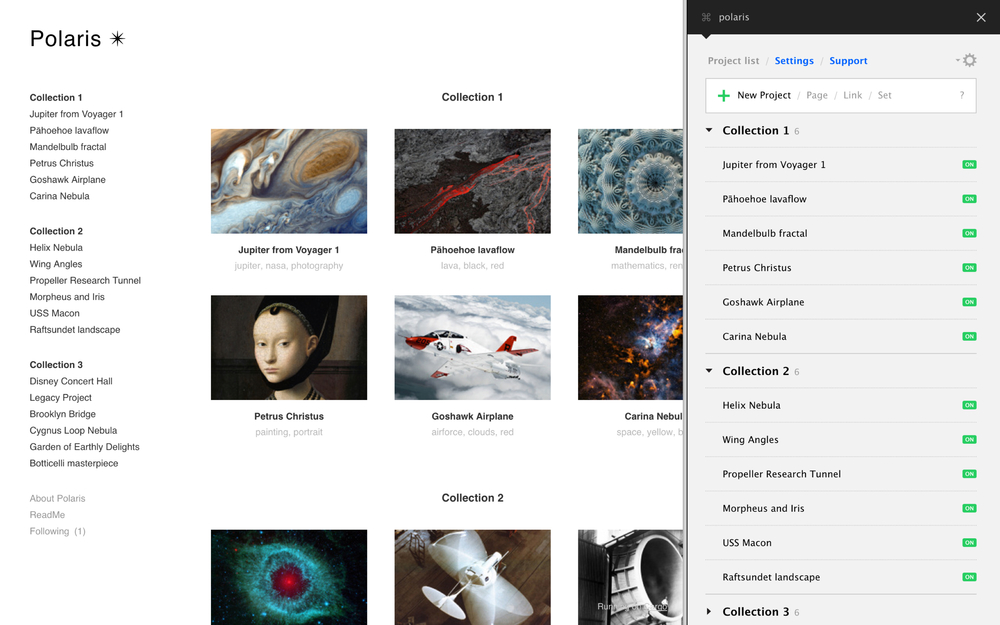 Polaris
Collection 1
Jupiter from Voyager 1
Pāhoehoe lavaflow
Mandelbulb fractal
Petrus Christus
Goshawk Airplane
Carina Nebula
Collection 2
Helix Nebula
Wing Angles
Propeller Research Tunnel
Morpheus and Iris
USS Macon
Raftsundet landscape
Collection 3
Disney Concert Hall
Legacy Project
Brooklyn Bridge
Cygnus Loop Nebula
Garden of Earthly Delights
Botticelli masterpiece
About Polaris
ReadMe
Following (1)
Collection 1
Jupiter from Voyager 1
jupiter, nasa, photography
Pāhoehoe lavaflow
lava, black, red
Mandelbulb frac
mathematics, ren
Petrus Christus
painting, portrait
Goshawk Airplane
airforce, clouds, red
Carina Nebul
space, yellow, b
Collection 2
polaris
Project list / Settings / Support
New Project / Page / Link / Set ?
Collection 1 6
Jupiter from Voyager 1 ON
Pāhoehoe lavaflow ON
Mandelbulb fractal ON
Petrus Christus ON
Goshawk Airplane ON
Carina Nebula ON
Collection 2 6
Helix Nebula ON
Wing Angles ON
Propeller Research Tunnel ON
Morpheus and Iris ON
USS Macon ON
Raftsundet landscape ON
Collection 3 6